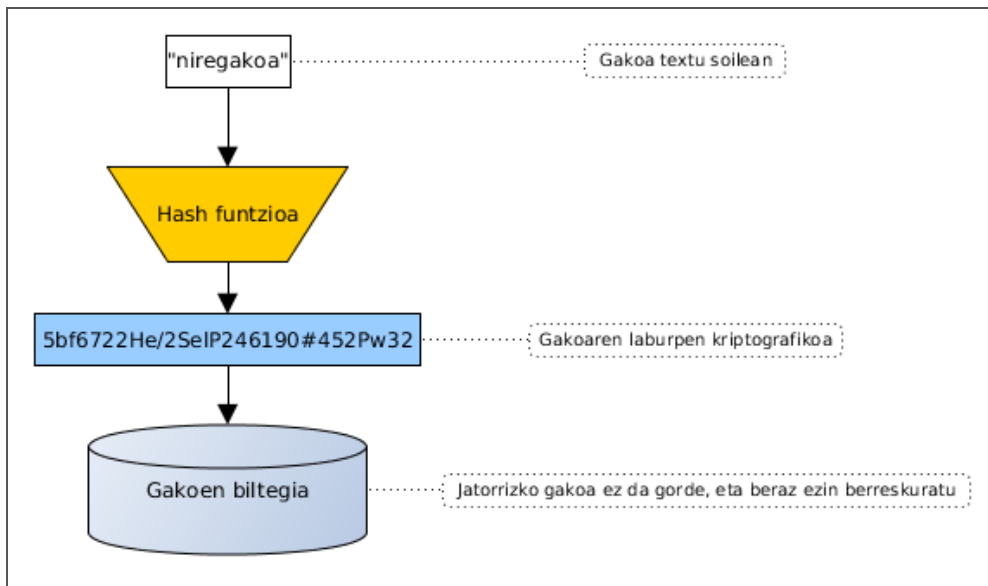 "niregakoa"
Gakoa textu soilean
Hash funtzioa
5bf6722He/2SelP246190#452Pw32
Gakoaren laburpen kriptografikoa
Gakoen biltegia
Jatorrizko gakoa ez da gorde, eta beraz ezin berreskuratu